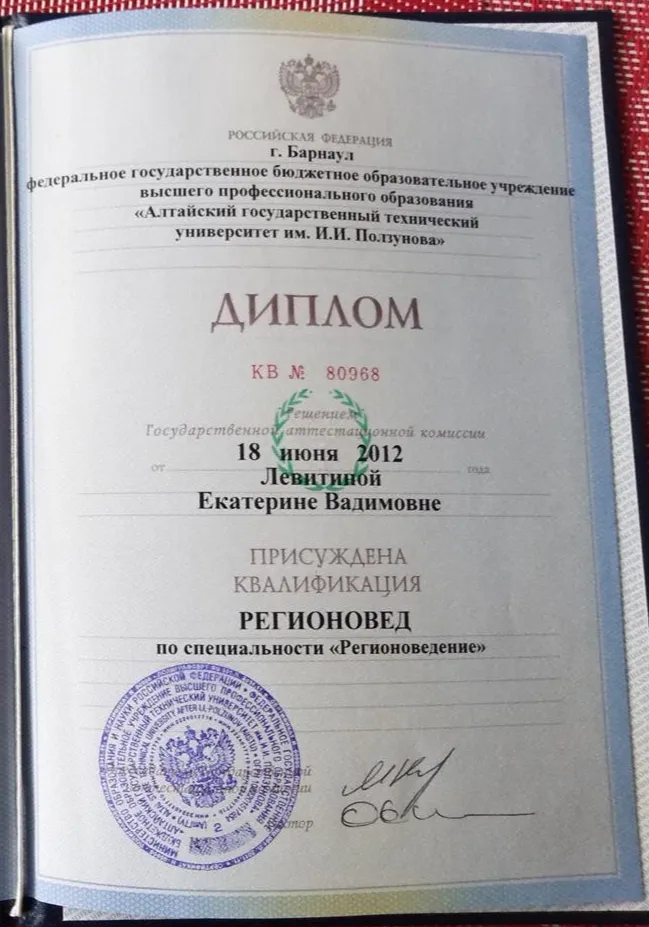 РОССИЙСКАЯ ФЕДЕРАЦИЯ
г. Барнаул
федеральное государственное бюджетное образовательное учреждение
высшего профессионального образования
«Алтайский государственный технический
университет им. И.И. Ползунова»
ДИПЛОМ
КВ № 80968
Решением
Государственной аттестационной комиссии
от 18 июня 2012 года
Левитиной
Екатерине Вадимовне
ПРИСУЖДЕНА
КВАЛИФИКАЦИЯ
РЕГИОНОВЕД
по специальности «Регионоведение»